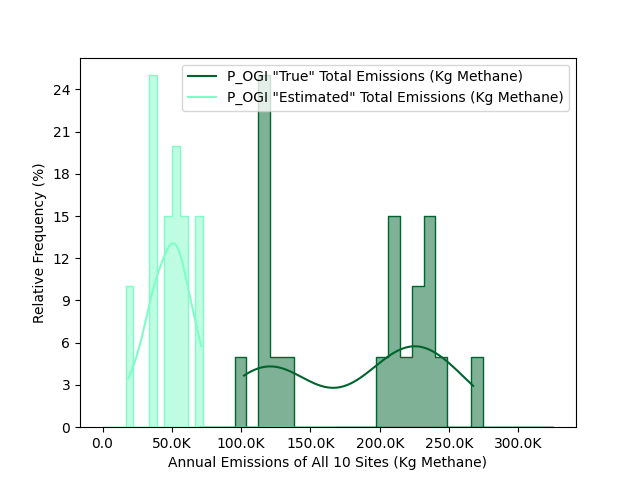 P_OGI "True" Total Emissions (Kg Methane)
P_OGI "Estimated" Total Emissions (Kg Methane)
24
21
18
15
12
9
6
3
0
Relative Frequency (%)
0.0 50.0K 100.0K 150.0K 200.0K 250.0K 300.0K
Annual Emissions of All 10 Sites (Kg Methane)